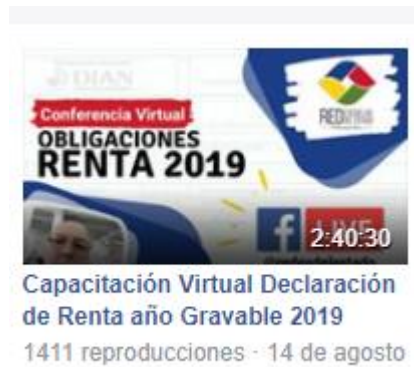 DIAN
Conferencia Virtual
OBLIGACIONES
RENTA 2019
LIVE
2:40:30
Capacitación Virtual Declaración
de Renta año Gravable 2019
1411 reproducciones · 14 de agosto